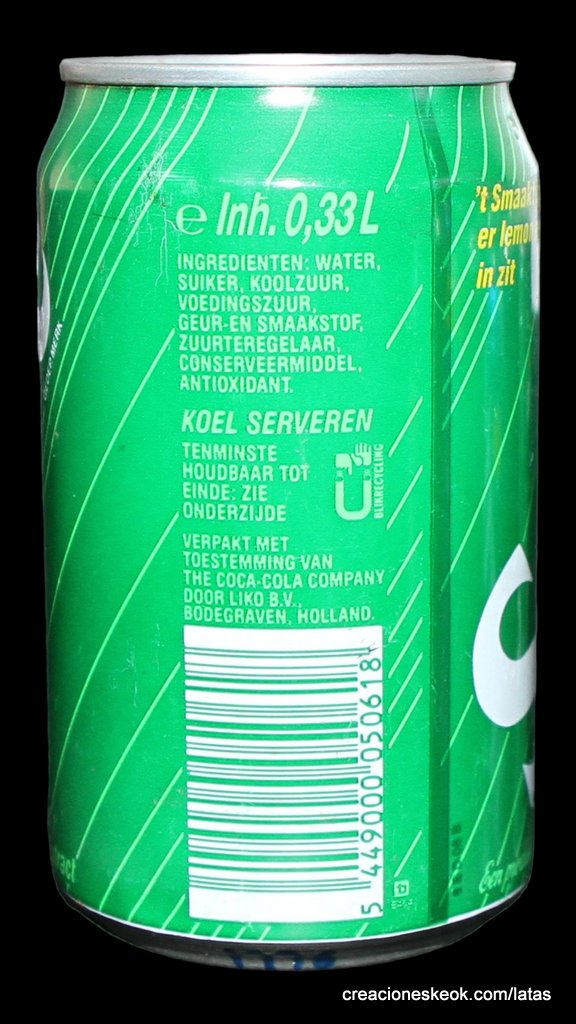 e Inh. 0,33 L
INGREDIENTEN: WATER,
SUIKER, KOOLZUUR,
VOEDINGSZUUR,
GEUR-EN SMAAKSTOF,
ZUURTEREGELAAR,
CONSERVEERMIDDEL,
ANTIOXIDANT.
KOEL SERVEREN
TENMINSTE
HOUDBAAR TOT
EINDE: ZIE
ONDERZIJDE
BLIKRECYCLING
VERPAKT MET
TOESTEMMING VAN
THE COCA-COLA COMPANY
DOOR LIKO B.V.,
BODEGRAVEN, HOLLAND.
5 449000 050618
't Smaakt
er lemon
in zit
creacioneskeok.com/latas